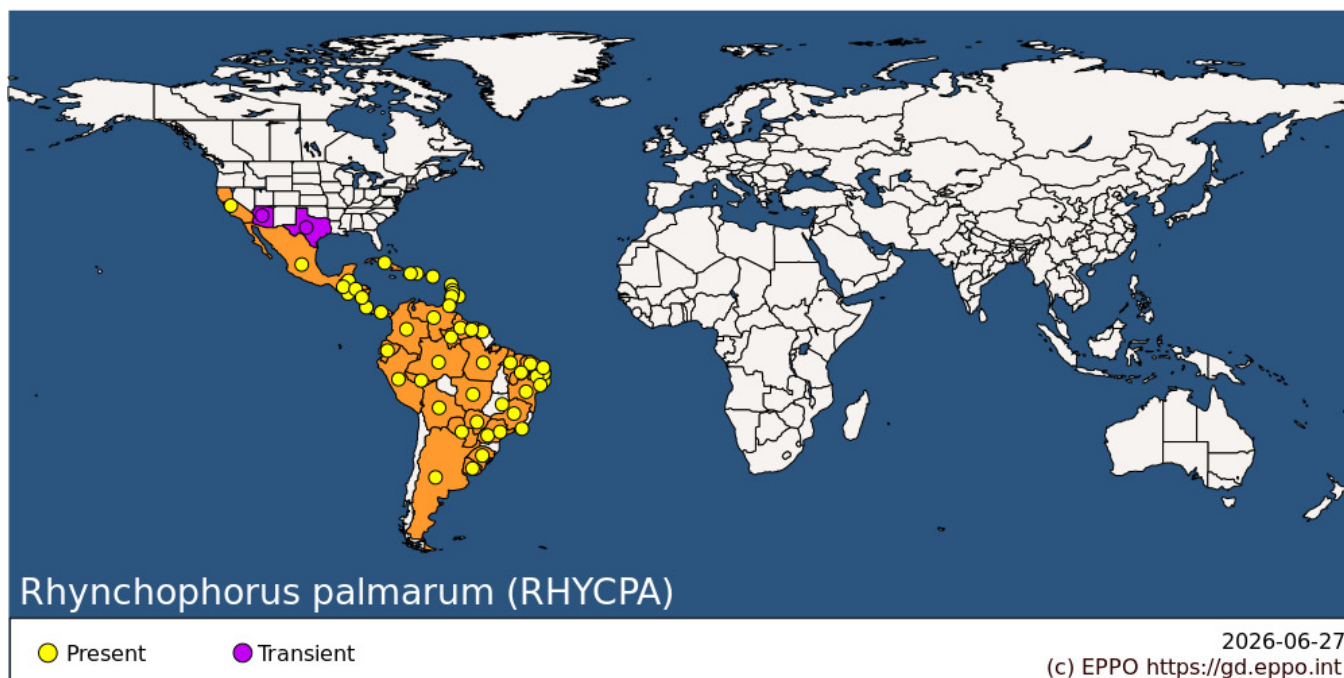 Rhynchophorus palmarum (RHYCPA)
Present
Transient
2026-06-27
(c) EPPO https://gd.eppo.int